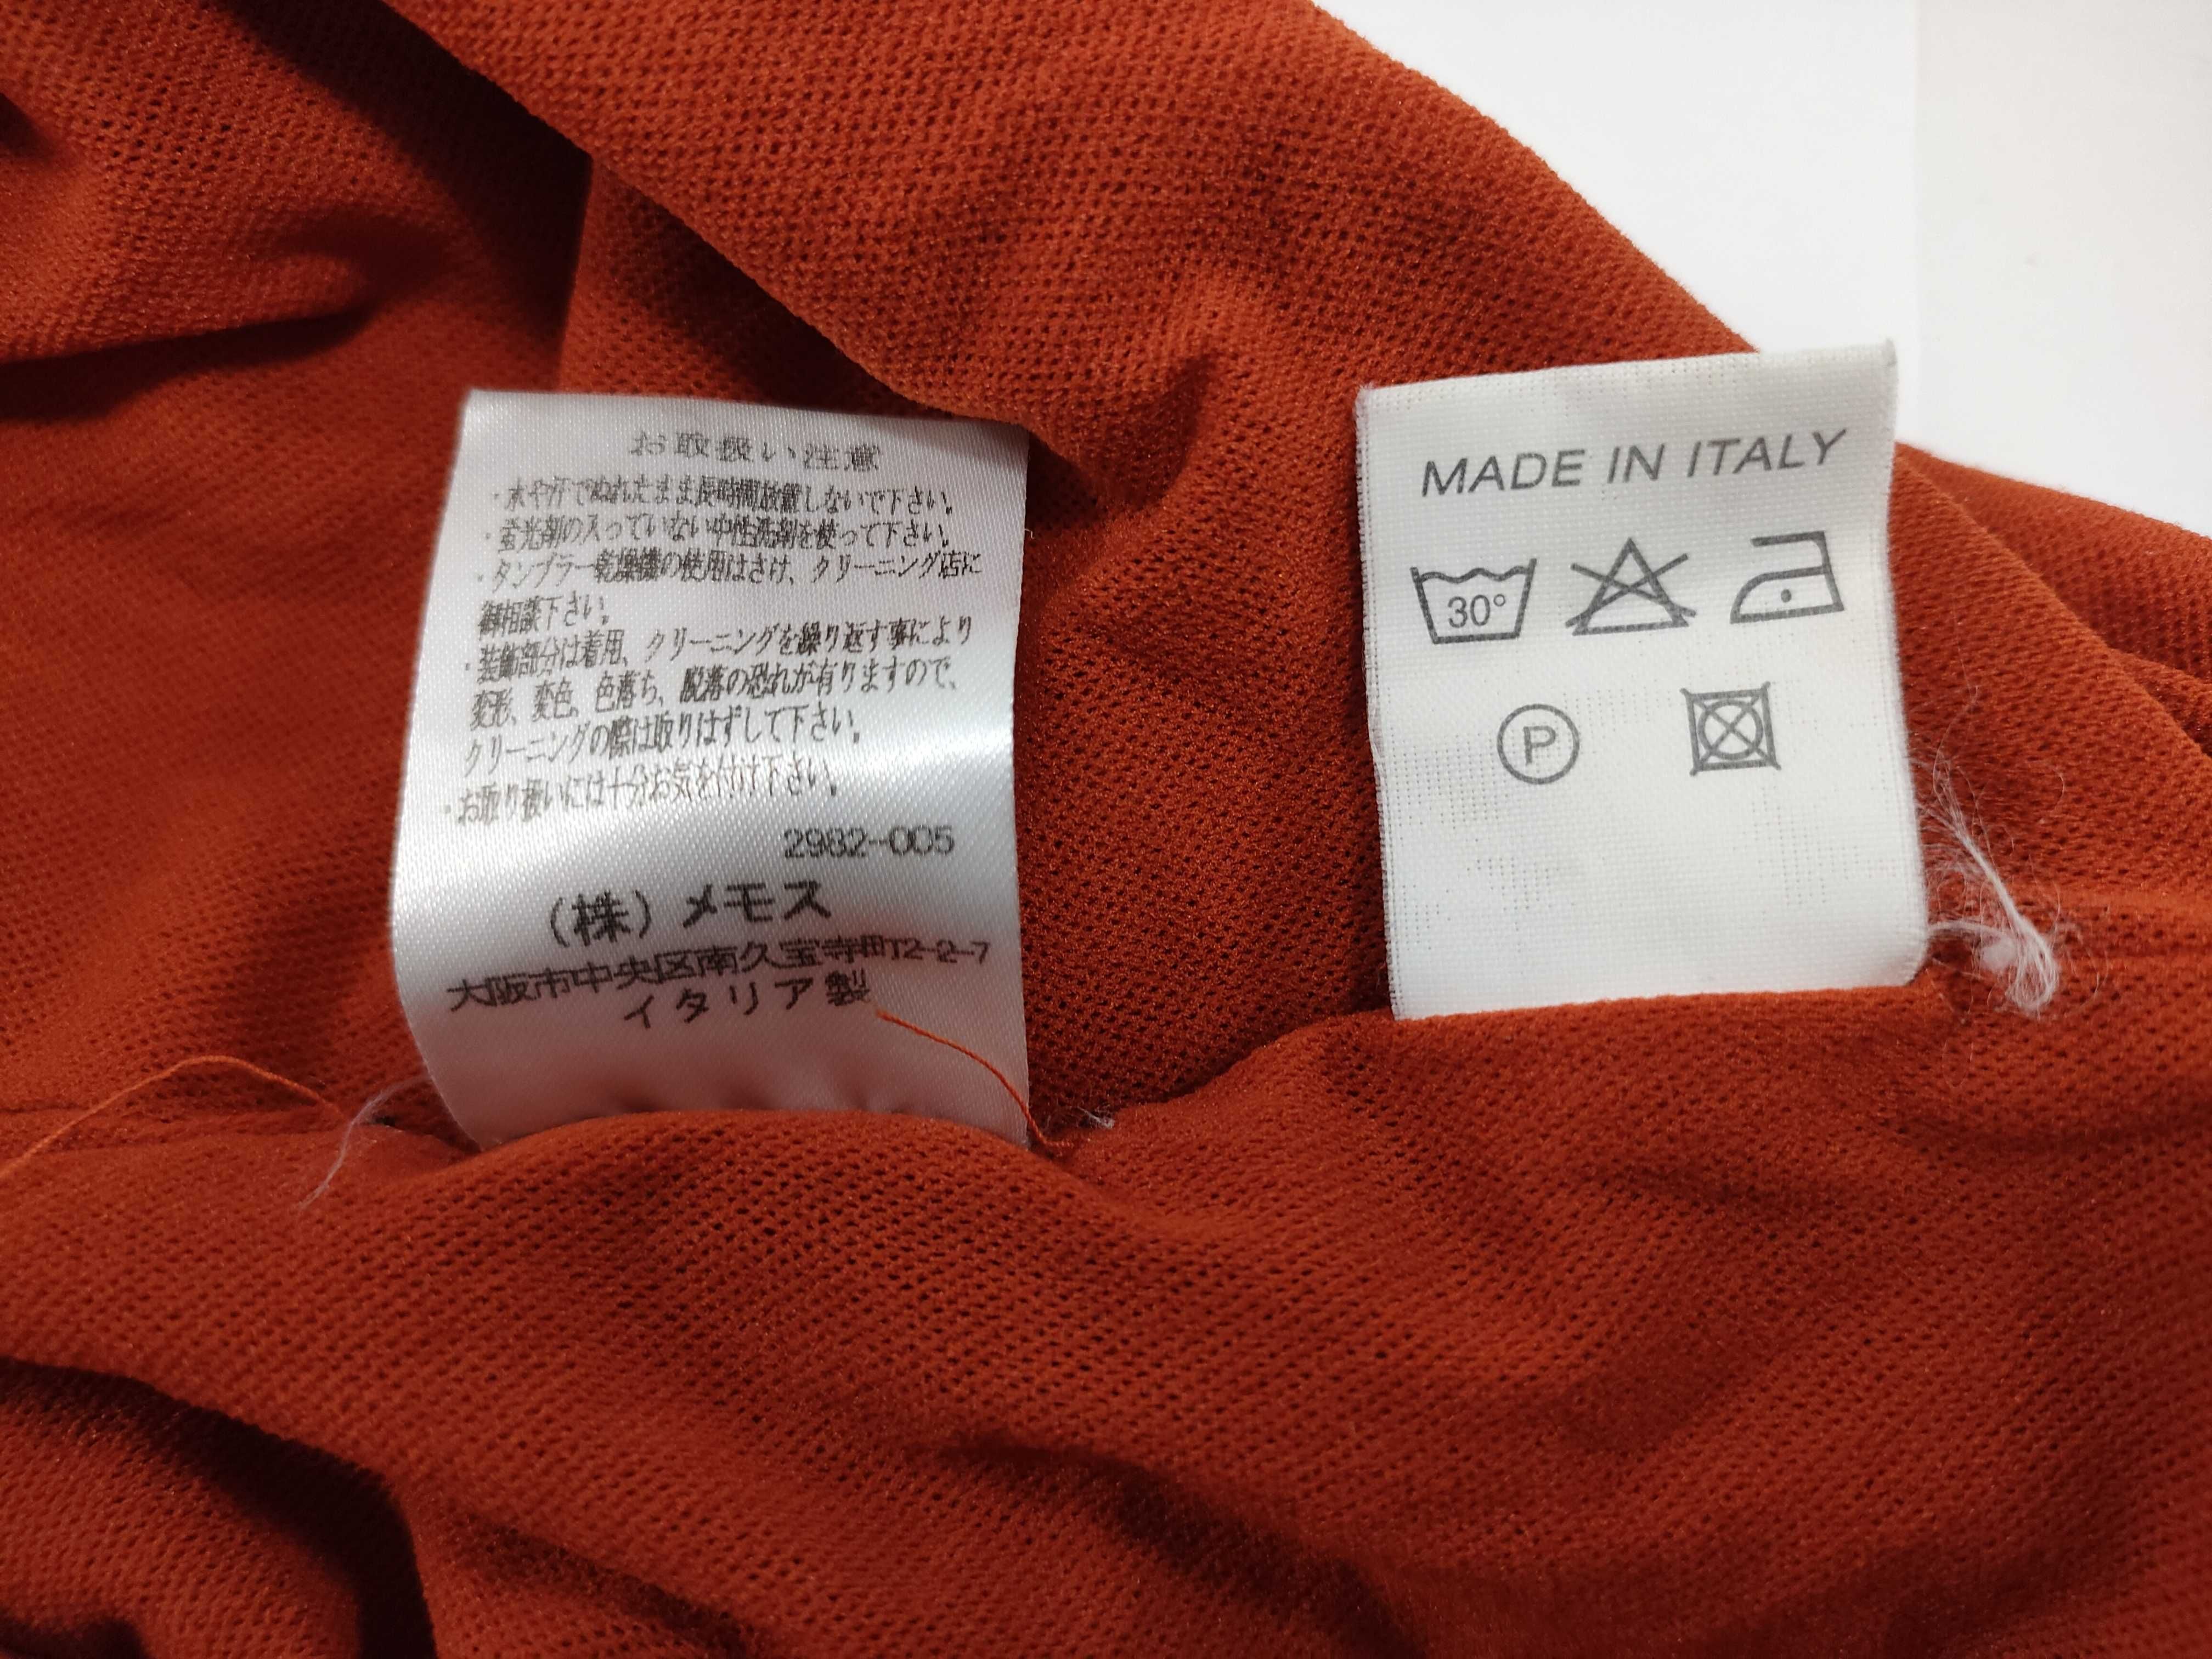 お取扱い注意
・水や汗でぬれたまま長時間放置しないで下さい。
・蛍光剤の入っていない中性洗剤を使って下さい。
・タンブラー乾燥機の使用はさけ、クリーニング店に
御相談下さい。
・装飾部分は着用、クリーニングを繰り返す事により
変形、変色、色落ち、脱落の恐れが有りますので、
クリーニングの際は取りはずして下さい。
・お取り扱いには十分お気を付け下さい。
2982-005
(株)メモス
大阪市中央区南久宝寺町2-2-7
イタリア製
MADE IN ITALY
30°
P